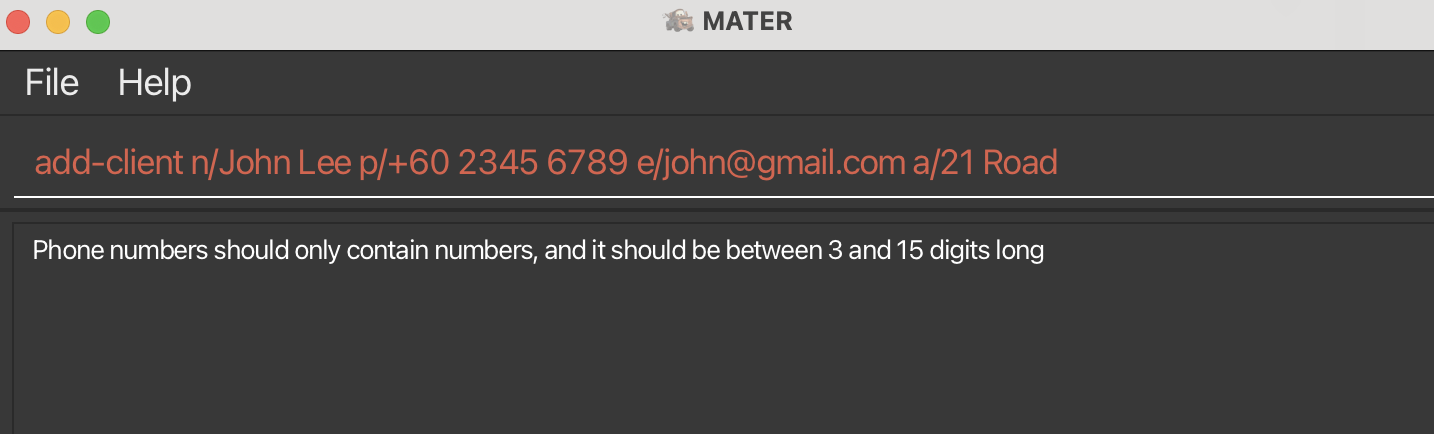 MATER
File Help
add-client n/John Lee p/+60 2345 6789 e/john@gmail.com a/21 Road
Phone numbers should only contain numbers, and it should be between 3 and 15 digits long